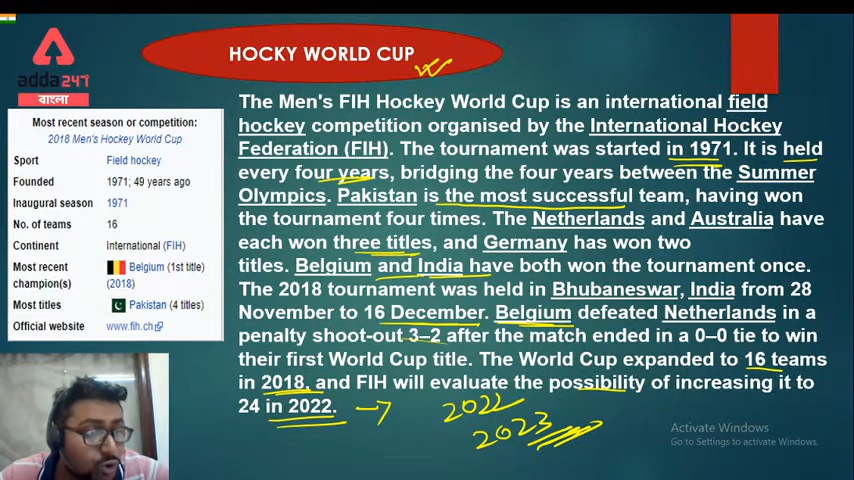 HOCKY WORLD CUP
adda247
বাংলা
Most recent season or competition:
2018 Men's Hockey World Cup
Sport Field hockey
Founded 1971; 49 years ago
Inaugural season 1971
No. of teams 16
Continent International (FIH)
Most recent champion(s) Belgium (1st title)
(2018)
Most titles Pakistan (4 titles)
Official website www.fih.ch
The Men's FIH Hockey World Cup is an international field
hockey competition organised by the International Hockey
Federation (FIH). The tournament was started in 1971. It is held
every four years, bridging the four years between the Summer
Olympics. Pakistan is the most successful team, having won
the tournament four times. The Netherlands and Australia have
each won three titles, and Germany has won two
titles. Belgium and India have both won the tournament once.
The 2018 tournament was held in Bhubaneswar, India from 28
November to 16 December. Belgium defeated Netherlands in a
penalty shoot-out 3–2 after the match ended in a 0–0 tie to win
their first World Cup title. The World Cup expanded to 16 teams
in 2018, and FIH will evaluate the possibility of increasing it to
24 in 2022.
2022
2023
Activate Windows
Go to Settings to activate Windows.